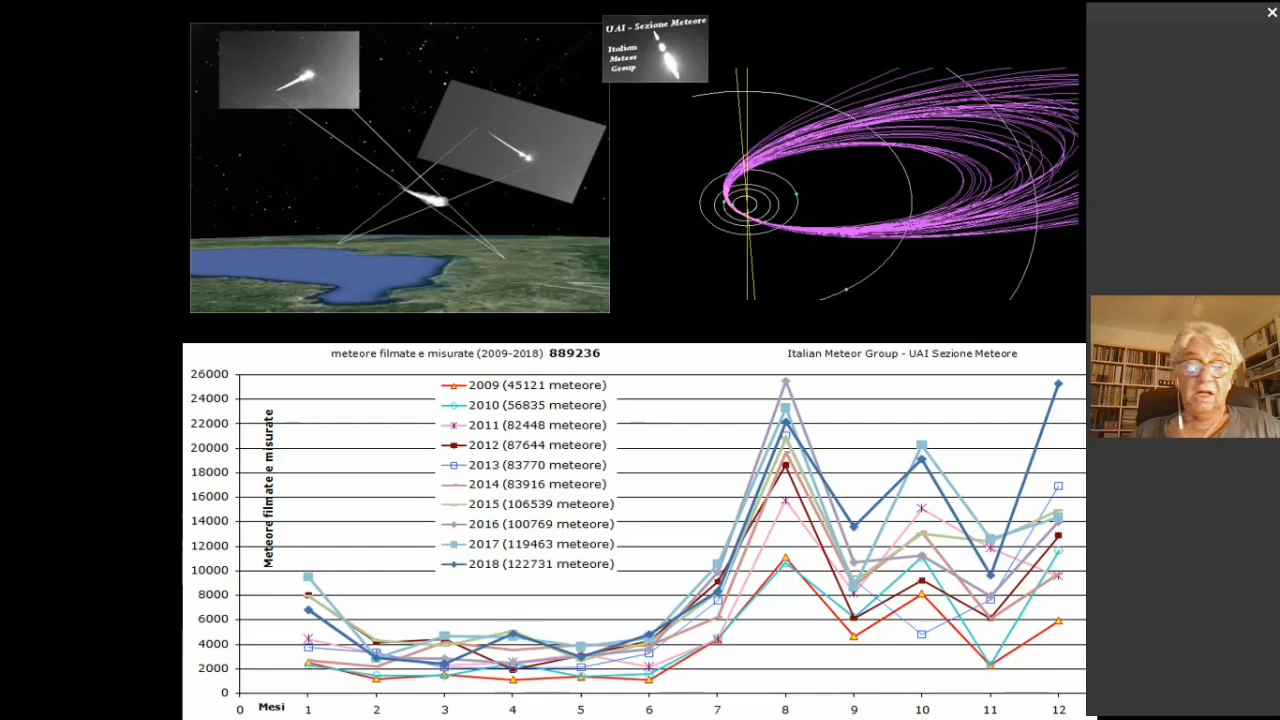 UAI - Sezione Meteore
Italian
Meteor
Group
meteore filmate e misurate (2009-2018) 889236
Italian Meteor Group - UAI Sezione Meteore
Meteore filmate e misurate
26000
24000
22000
20000
18000
16000
14000
12000
10000
8000
6000
4000
2000
0
2009 (45121 meteore)
2010 (56835 meteore)
2011 (82448 meteore)
2012 (87644 meteore)
2013 (83770 meteore)
2014 (83916 meteore)
2015 (106539 meteore)
2016 (100769 meteore)
2017 (119463 meteore)
2018 (122731 meteore)
0 Mesi 1 2 3 4 5 6 7 8 9 10 11 12